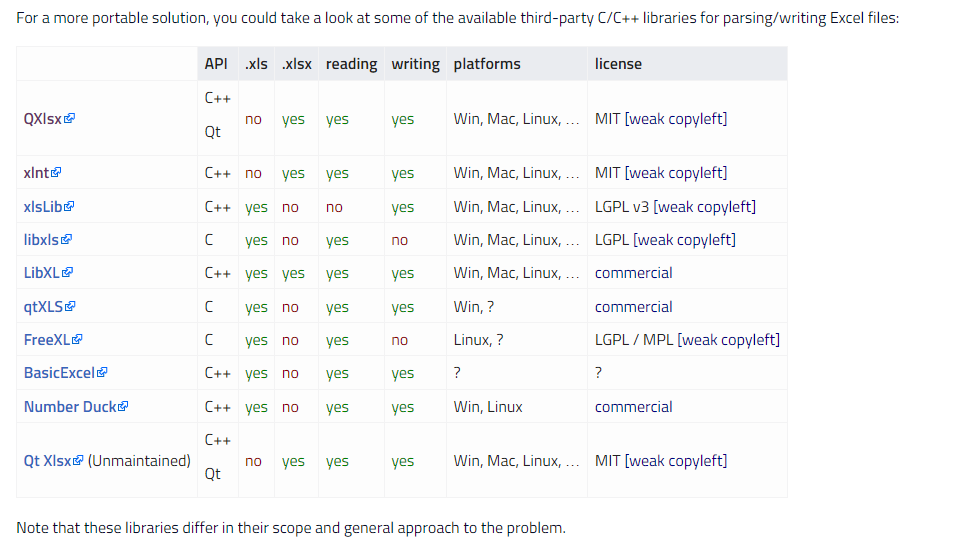 For a more portable solution, you could take a look at some of the available third-party C/C++ libraries for parsing/writing Excel files:
API .xls .xlsx reading writing platforms license
QXlsx C++ Qt no yes yes yes Win, Mac, Linux, ... MIT [weak copyleft]
xlnt C++ no yes yes yes Win, Mac, Linux, ... MIT [weak copyleft]
xlsLib C++ yes no no yes Win, Mac, Linux, ... LGPL v3 [weak copyleft]
libxls C yes no yes no Win, Mac, Linux, ... LGPL [weak copyleft]
LibXL C++ yes yes yes yes Win, Mac, Linux, ... commercial
qtXLS C yes no yes yes Win, ? commercial
FreeXL C yes no yes no Linux, ? LGPL / MPL [weak copyleft]
BasicExcel C++ yes no yes yes ? ?
Number Duck C++ yes no yes yes Win, Linux commercial
Qt Xlsx (Unmaintained) C++ Qt no yes yes yes Win, Mac, Linux, ... MIT [weak copyleft]
Note that these libraries differ in their scope and general approach to the problem.